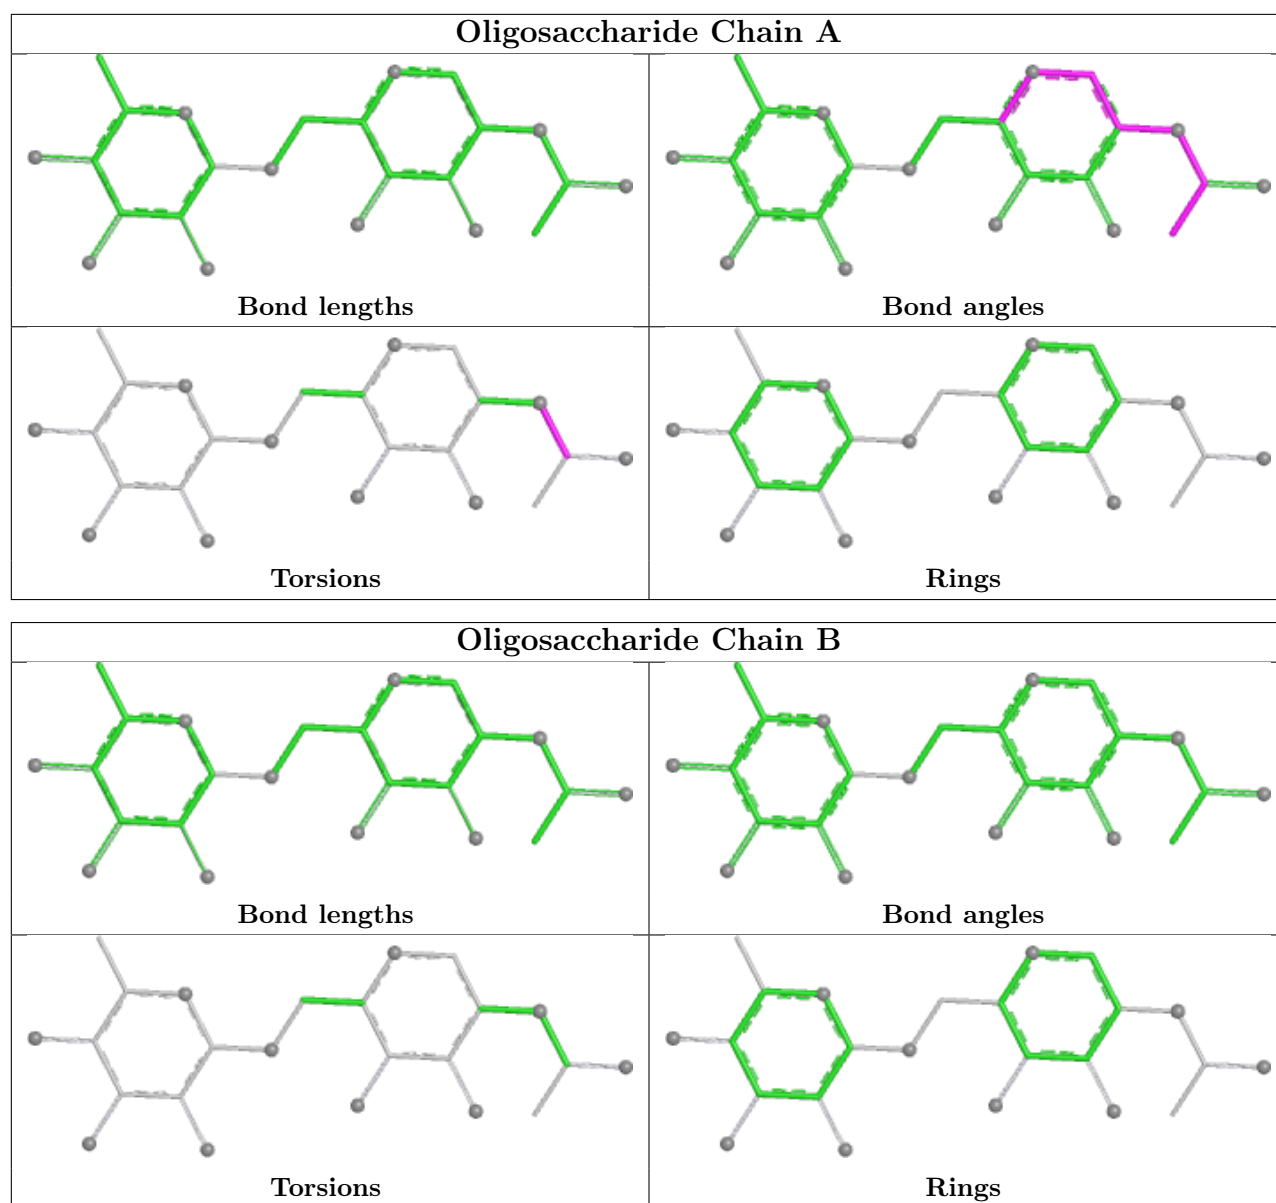 Oligosaccharide Chain A
Bond lengths
Bond angles
Torsions
Rings
Oligosaccharide Chain B
Bond lengths
Bond angles
Torsions
Rings